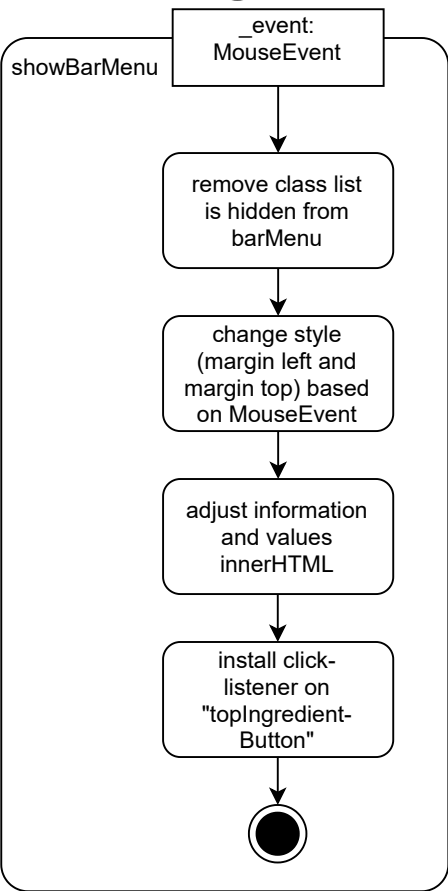 _event:
MouseEvent
showBarMenu
remove class list
is hidden from
barMenu
change style
(margin left and
margin top) based
on MouseEvent
adjust information
and values
innerHTML
install click-
listener on
"topIngredient-
Button"